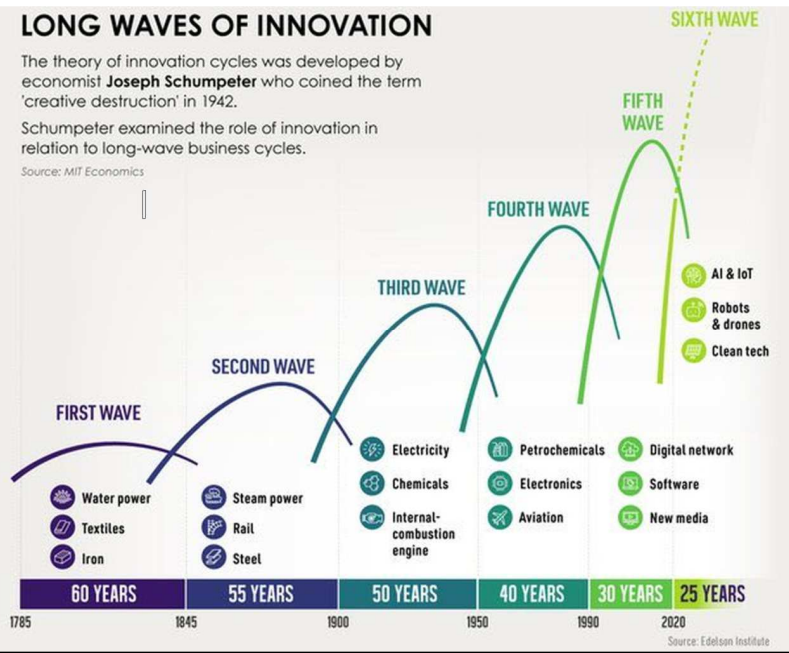 LONG WAVES OF INNOVATION
The theory of innovation cycles was developed by
economist Joseph Schumpeter who coined the term
'creative destruction' in 1942.
Schumpeter examined the role of innovation in
relation to long-wave business cycles.
Source: MIT Economics
SIXTH WAVE
FIFTH
WAVE
FOURTH WAVE
THIRD WAVE
SECOND WAVE
FIRST WAVE
Water power
Textiles
Iron
Steam power
Rail
Steel
Electricity
Chemicals
Internal-
combustion
engine
Petrochemicals
Electronics
Aviation
Digital network
Software
New media
AI & IoT
Robots
& drones
Clean tech
60 YEARS
55 YEARS
50 YEARS
40 YEARS
30 YEARS
25 YEARS
1785
1845
1900
1950
1990
2020
Source: Edelson Institute